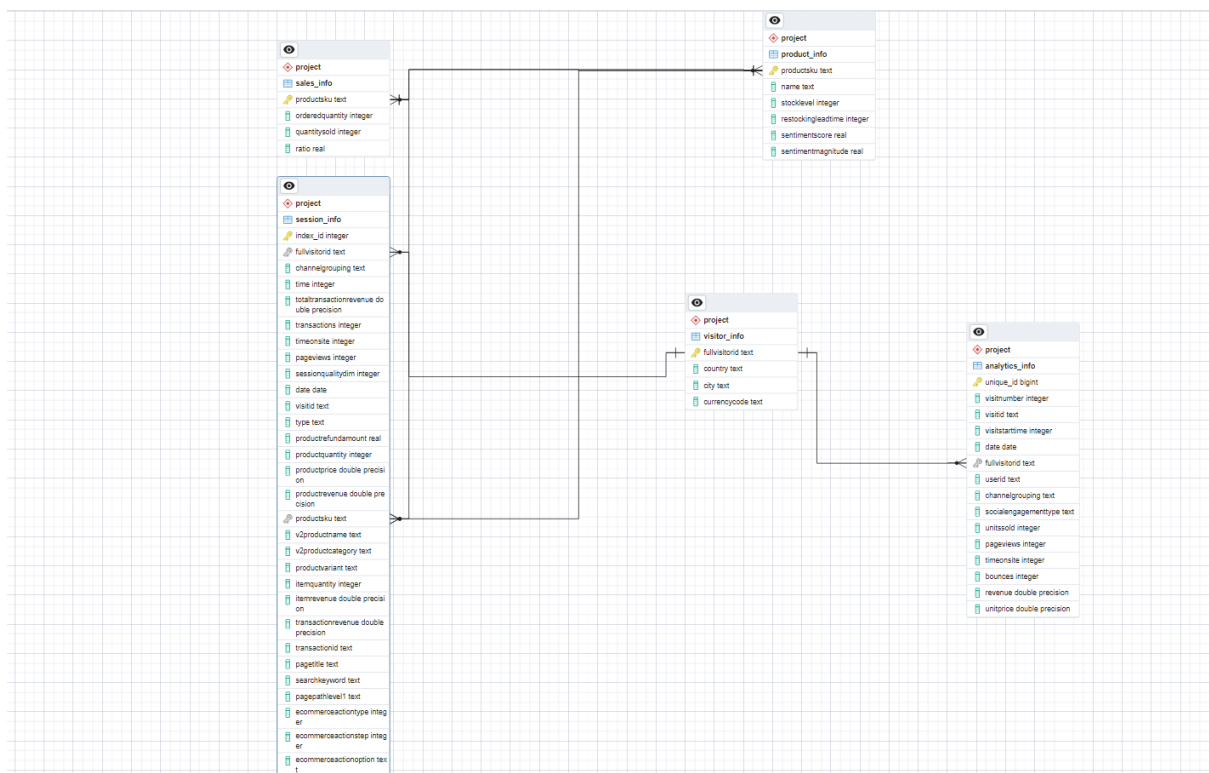 project
sales_info
productsku text
orderedquantity integer
quantitysold integer
ratio real
project
product_info
productsku text
name text
stocklevel integer
restockingleadtime integer
sentimentscore real
sentimentmagnitude real
project
session_info
index_id integer
fullvisitorid text
channelgrouping text
time integer
totaltransactionrevenue do
uble precision
transactions integer
timeonsite integer
pageviews integer
sessionqualitydim integer
date date
visitid text
type text
productrefundamount real
productquantity integer
productprice double precisi
on
productrevenue double pre
cision
productsku text
v2productname text
v2productcategory text
productvariant text
itemquantity integer
itemrevenue double precisi
on
transactionrevenue double
precision
transactionid text
pagetitle text
searchkeyword text
pagepathlevel1 text
ecommerceactiontype integ
er
ecommerceactionstep integ
er
ecommerceactionoption tex
t
project
visitor_info
fullvisitorid text
country text
city text
currencycode text
project
analytics_info
unique_id bigint
visitnumber integer
visitid text
visitstarttime integer
date date
fullvisitorid text
userid text
channelgrouping text
socialengagementtype text
unitssold integer
pageviews integer
timeonsite integer
bounces integer
revenue double precision
unitprice double precision